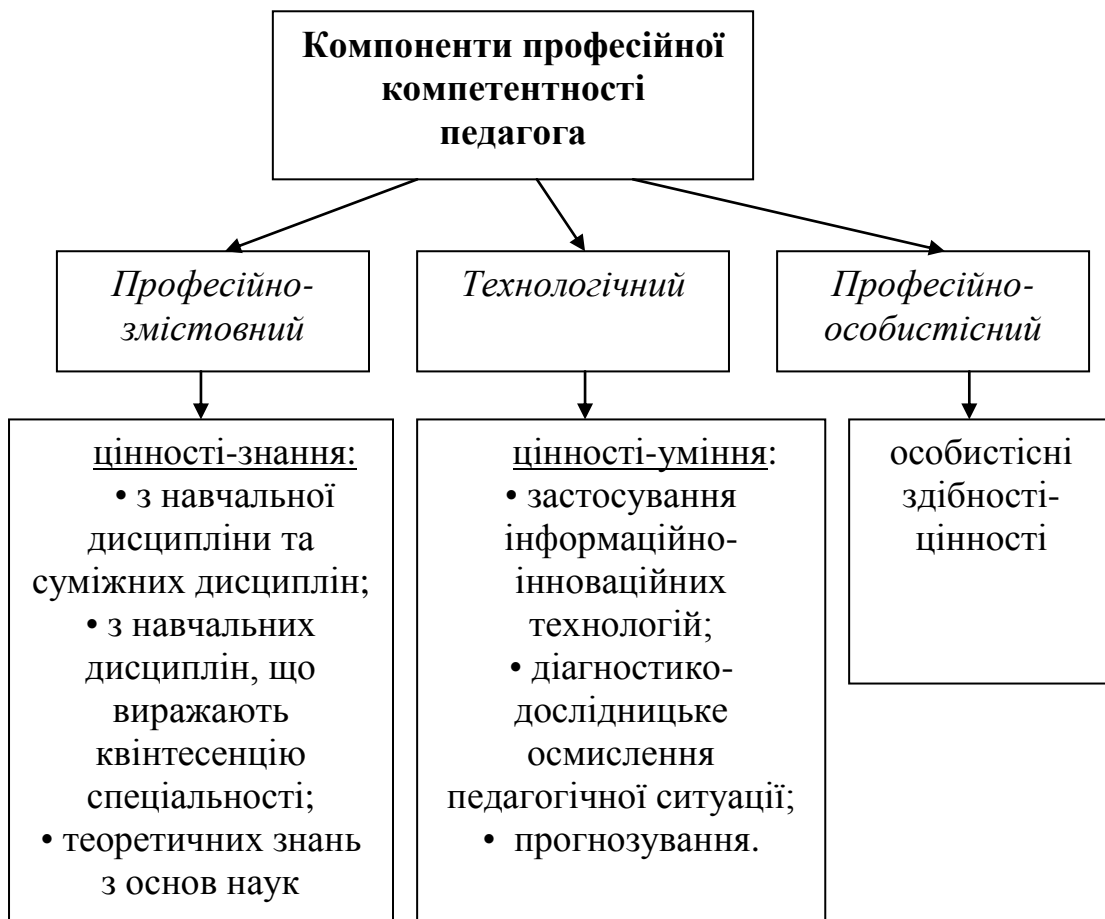 Компоненти професійної
компетентності
педагога
Професійно-
змістовний
Технологічний
Професійно-
особистісний
цінності-знання:
• з навчальної
дисципліни та
суміжних дисциплін;
• з навчальних
дисциплін, що
виражають
квінтесенцію
спеціальності;
• теоретичних знань
з основ наук
цінності-уміння:
• застосування
інформаційно-
інноваційних
технологій;
• діагностико-
дослідницьке
осмислення
педагогічної ситуації;
• прогнозування.
особистісні
здібності-
цінності